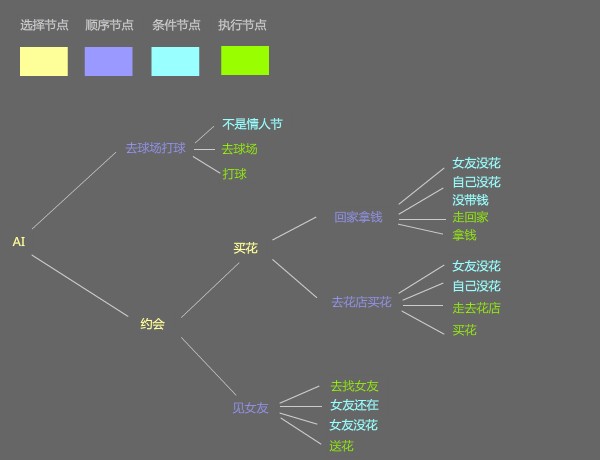 选择节点 顺序节点 条件节点 执行节点
不是情人节
去球场打球
去球场
打球
女友没花
自己没花
没带钱
回家拿钱
走回家
拿钱
AI
买花
女友没花
自己没花
去花店买花
走去花店
买花
约会
去找女友
见女友
女友还在
女友没花
送花